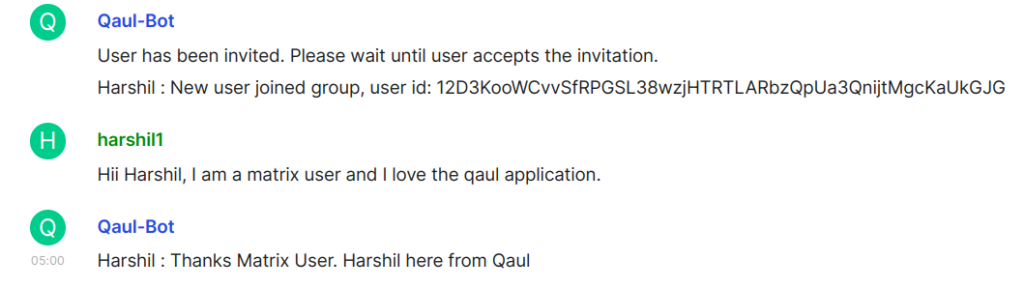 Q
Qaul-Bot
User has been invited. Please wait until user accepts the invitation.
Harshil : New user joined group, user id: 12D3KooWCvvSfRPGSL38wzjHTRTLARbzQpUa3QnijtMgcKaUkGJG
H
harshil1
Hii Harshil, I am a matrix user and I love the qaul application.
Q
Qaul-Bot
05:00 Harshil : Thanks Matrix User. Harshil here from Qaul